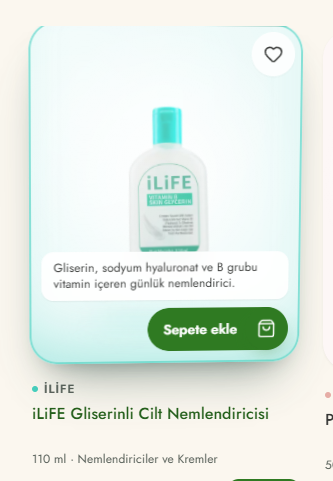 iLiFE
VITAMIN B
SKIN GLYCERIN
Gliserin, sodyum hyaluronat ve B grubu
vitamin içeren günlük nemlendirici.
Sepete ekle
İLİFE
iLiFE Gliserinli Cilt Nemlendiricisi
110 ml · Nemlendiriciler ve Kremler